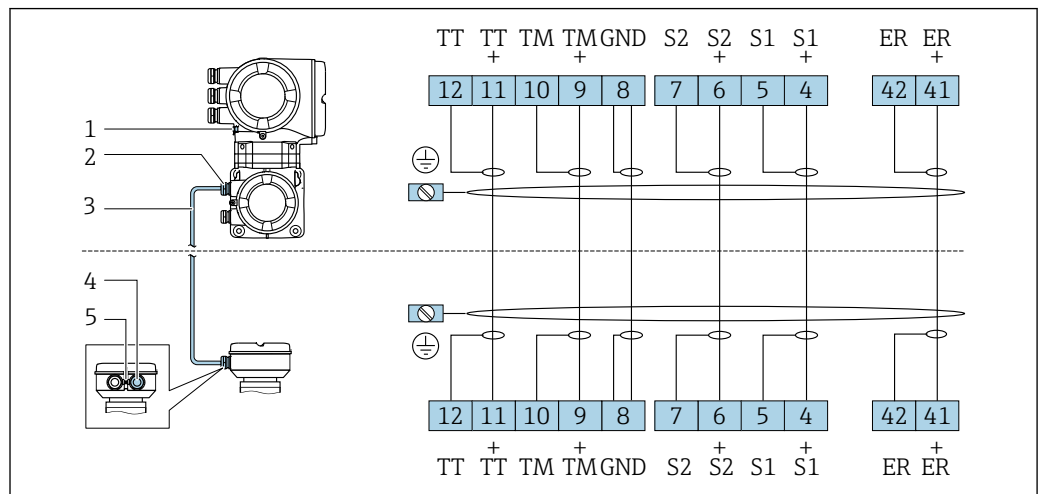 TT TT TM TM GND S2 S2 S1 S1 ER ER
+ + + + +
12 11 10 9 8 7 6 5 4 42 41
1
2
3
4
5
12 11 10 9 8 7 6 5 4 42 41
+ + + + +
TT TT TM TM GND S2 S2 S1 S1 ER ER